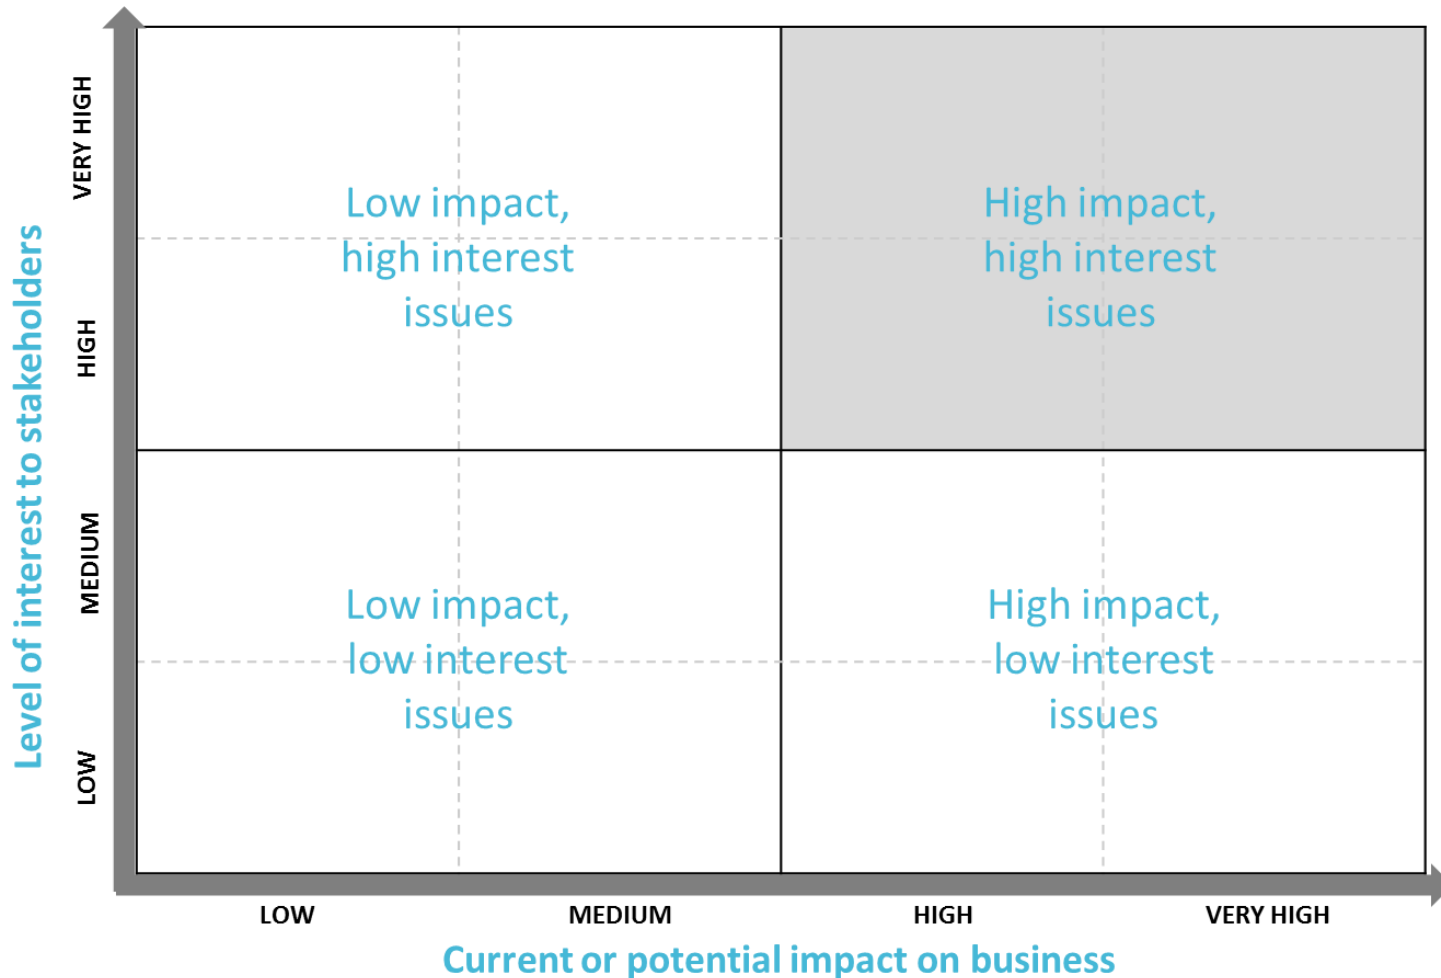 Level of interest to stakeholders
VERY HIGH
HIGH
MEDIUM
LOW
Low impact,
high interest
issues
High impact,
high interest
issues
Low impact,
low interest
issues
High impact,
low interest
issues
LOW
MEDIUM
HIGH
VERY HIGH
Current or potential impact on business